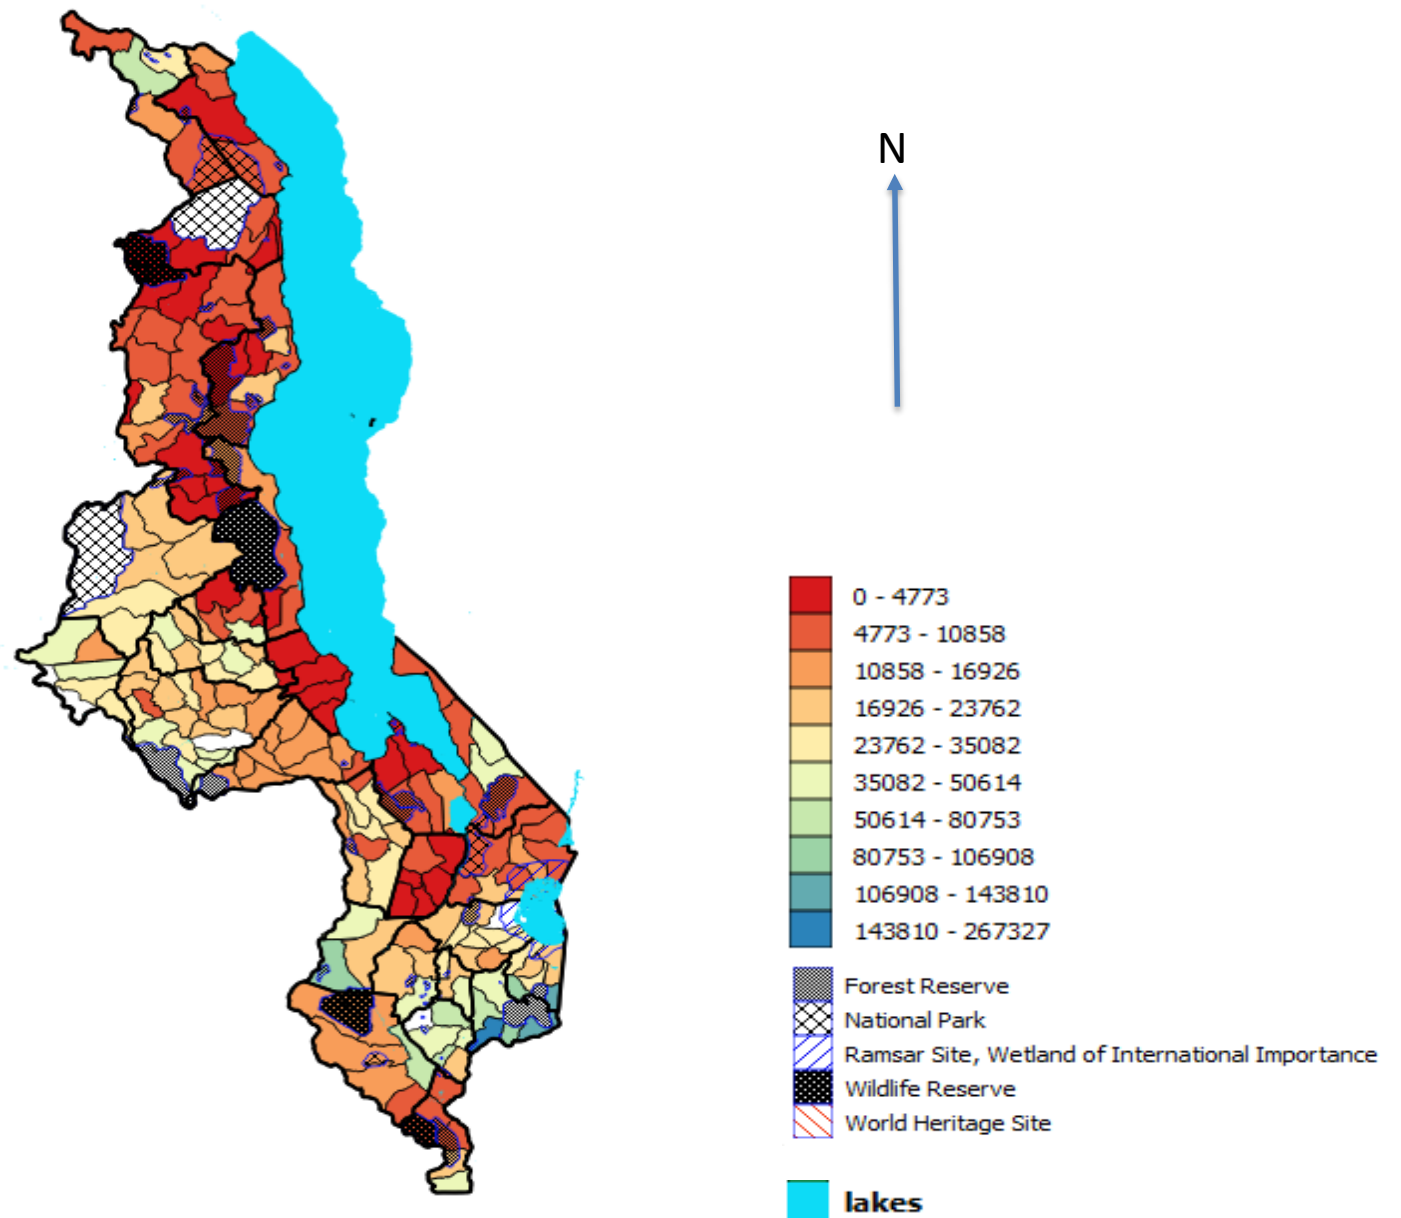 N
0 - 4773
4773 - 10858
10858 - 16926
16926 - 23762
23762 - 35082
35082 - 50614
50614 - 80753
80753 - 106908
106908 - 143810
143810 - 267327
Forest Reserve
National Park
Ramsar Site, Wetland of International Importance
Wildlife Reserve
World Heritage Site
lakes